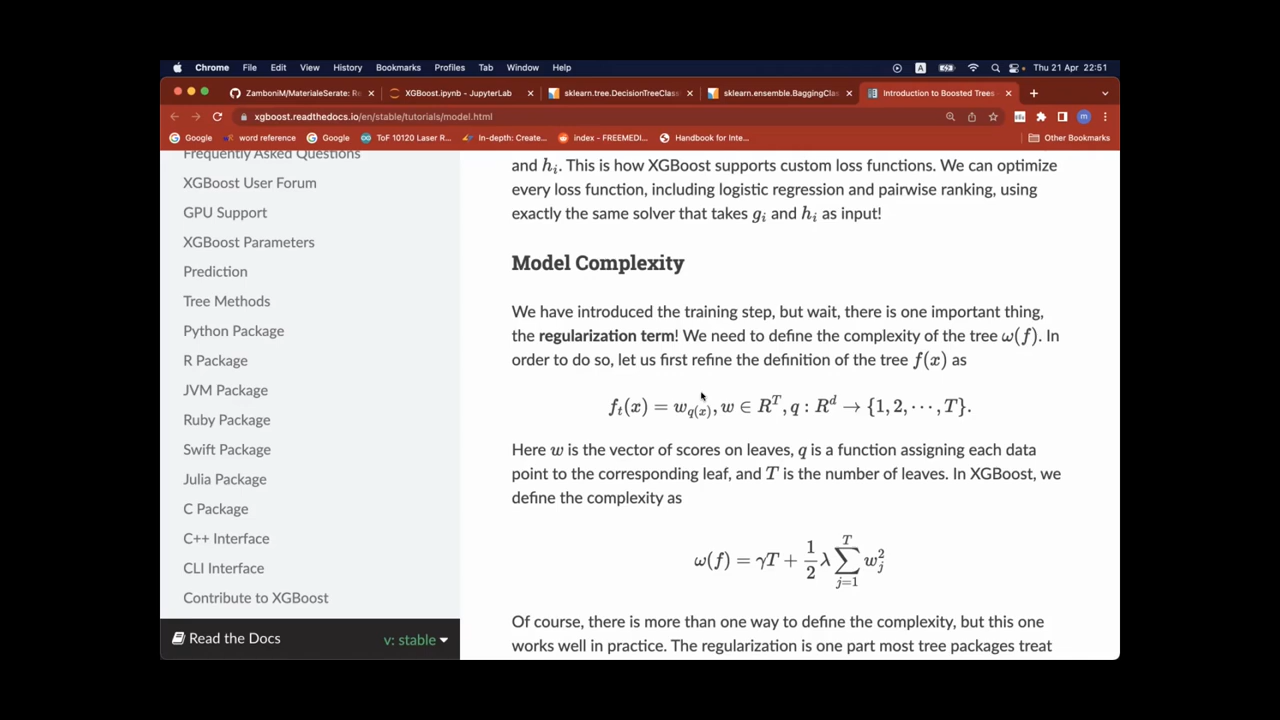 Chrome File Edit View History Bookmarks Profiles Tab Window Help A Thu 21 Apr 22:51
ZamboniM/MaterialeSerate: Re XGBoost.ipynb - JupyterLab sklearn.tree.DecisionTreeClass sklearn.ensemble.BaggingClas Introduction to Boosted Trees
xgboost.readthedocs.io/en/stable/tutorials/model.html
Google word reference Google ToF 10120 Laser R... In-depth: Create... index - FREEMEDI... Handbook for Inte... Other Bookmarks
Frequently Asked Questions
XGBoost User Forum
GPU Support
XGBoost Parameters
Prediction
Tree Methods
Python Package
R Package
JVM Package
Ruby Package
Swift Package
Julia Package
C Package
C++ Interface
CLI Interface
Contribute to XGBoost
Read the Docs v: stable
and h_i. This is how XGBoost supports custom loss functions. We can optimize
every loss function, including logistic regression and pairwise ranking, using
exactly the same solver that takes g_i and h_i as input!
Model Complexity
We have introduced the training step, but wait, there is one important thing,
the regularization term! We need to define the complexity of the tree ω(f). In
order to do so, let us first refine the definition of the tree f(x) as
f_t(x) = w_{q(x)}, w ∈ R^T, q : R^d → {1, 2, ⋯, T}.
Here w is the vector of scores on leaves, q is a function assigning each data
point to the corresponding leaf, and T is the number of leaves. In XGBoost, we
define the complexity as
ω(f) = γT + 1/2 λ ∑_{j=1}^{T} w_j^2
Of course, there is more than one way to define the complexity, but this one
works well in practice. The regularization is one part most tree packages treat